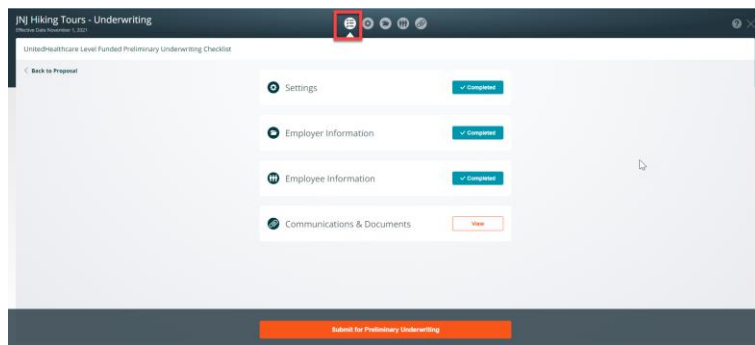 JNJ Hiking Tours - Underwriting
Effective Date November 1, 2021
UnitedHealthcare Level Funded Preliminary Underwriting Checklist
Back to Proposal
Settings
Completed
Employer Information
Completed
Employee Information
Completed
Communications & Documents
View
Submit for Preliminary Underwriting